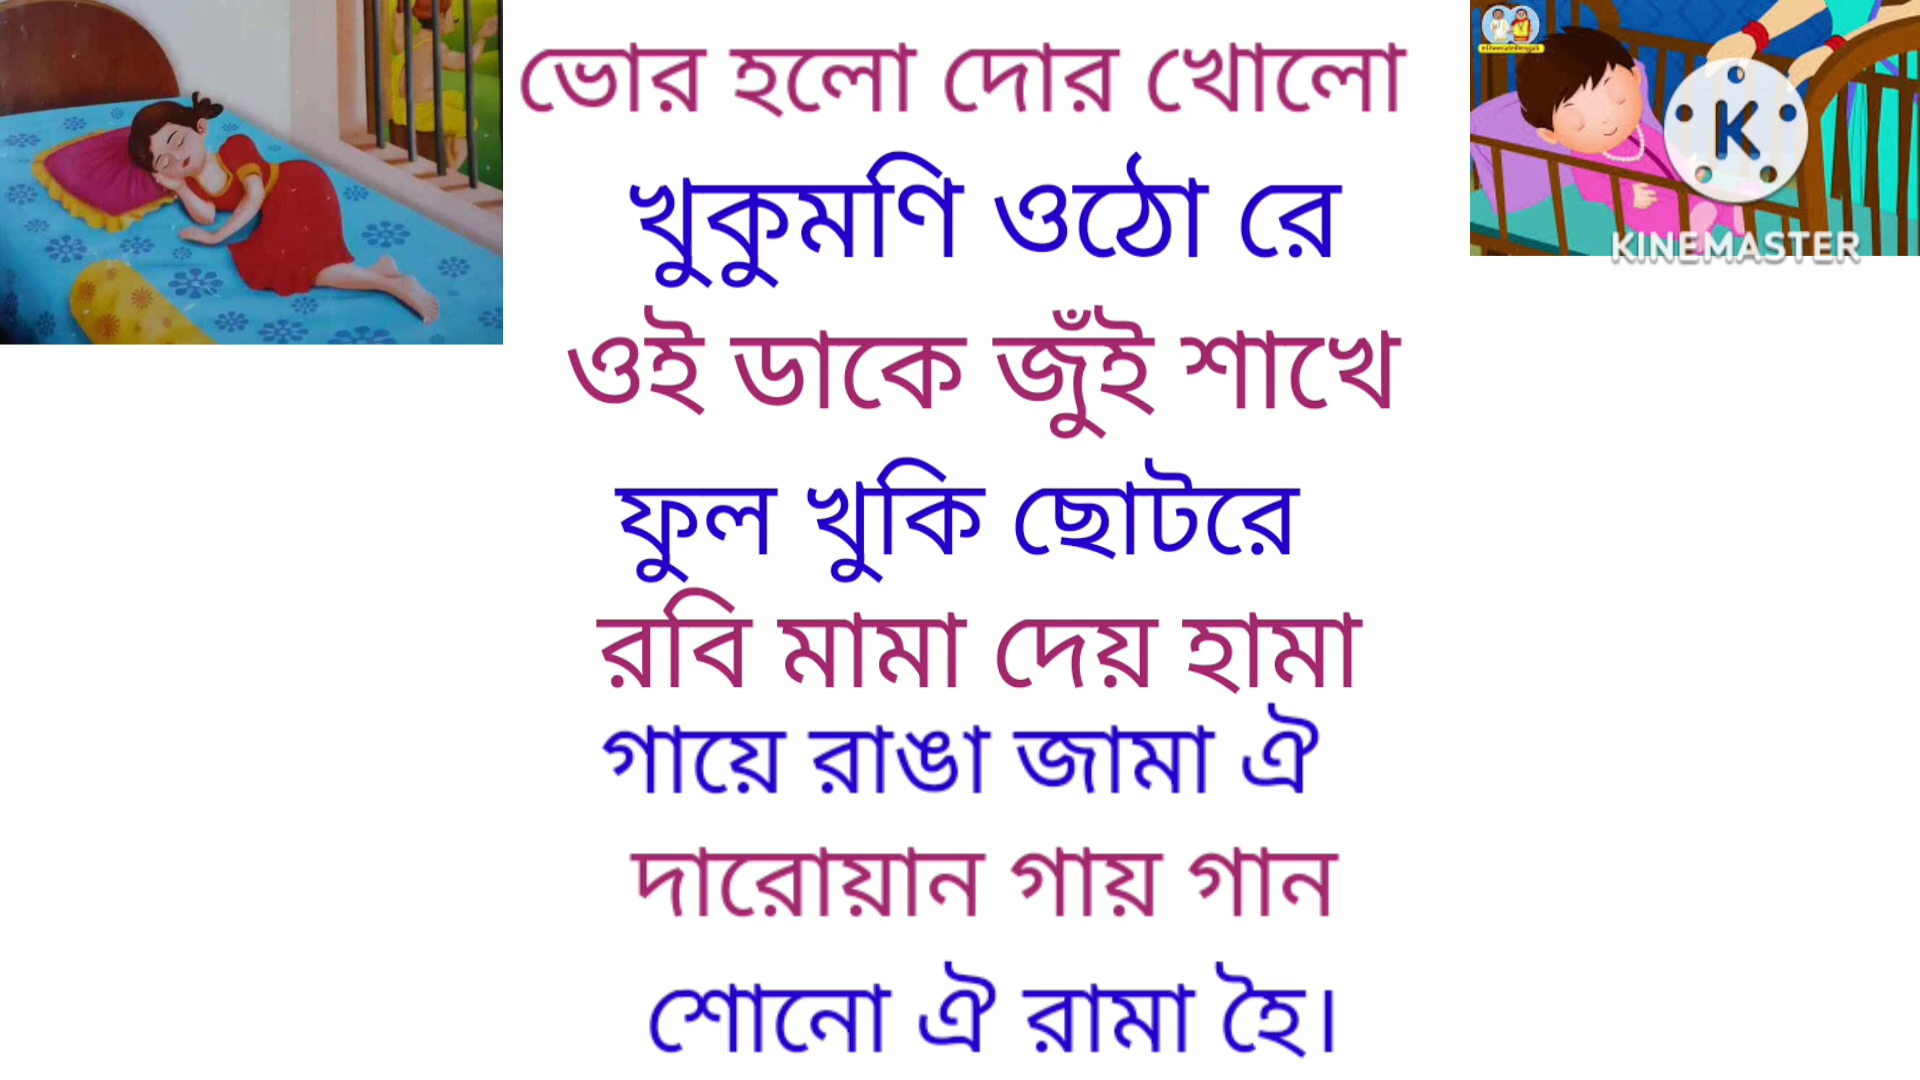 ভোর হলো দোর খোলো
খুকুমণি ওঠো রে
ওই ডাকে জুঁই শাখে
ফুল খুকি ছোটরে
রবি মামা দেয় হামা
গায়ে রাঙা জামা ঐ
দারোয়ান গায় গান
শোনো ঐ রামা হৈ।
K
KINEMASTER